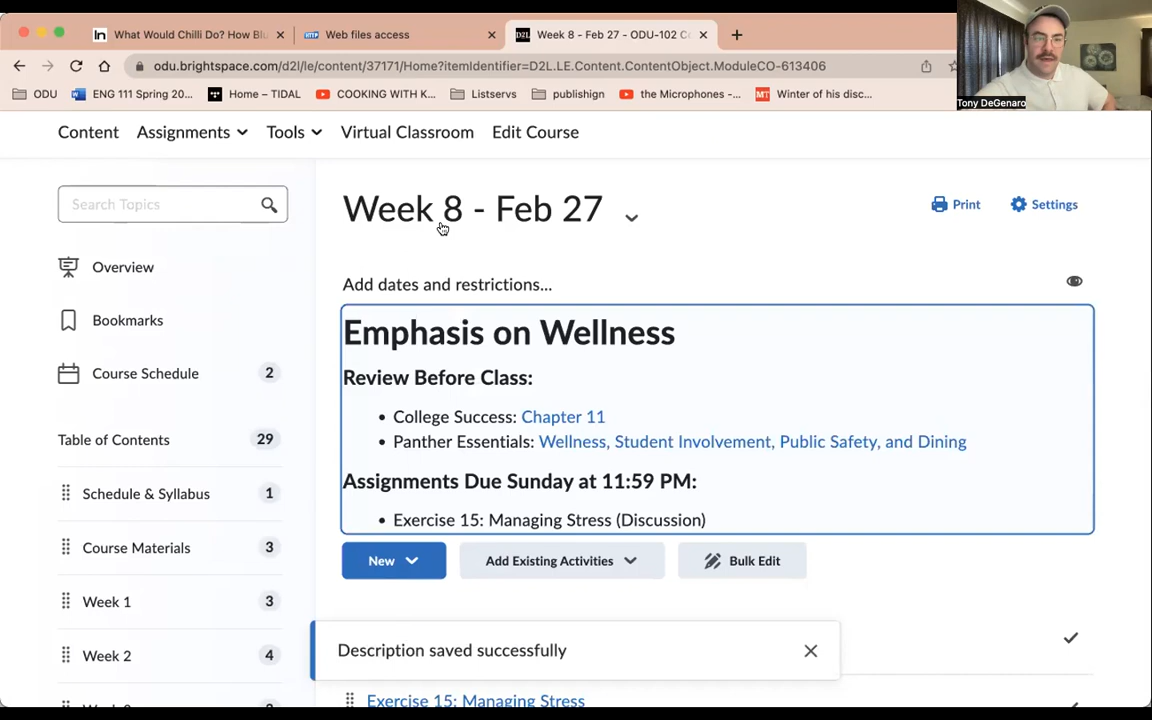 What Would Chilli Do? How Blu
Web files access
Week 8 - Feb 27 - ODU-102 C
odu.brightspace.com/d2l/le/content/37171/Home?itemIdentifier=D2L.LE.Content.ContentObject.ModuleCO-613406
ODU
ENG 111 Spring 20...
Home – TIDAL
COOKING WITH K...
Listservs
publishign
the Microphones -...
Winter of his disc...
Tony DeGenaro
Content
Assignments
Tools
Virtual Classroom
Edit Course
Search Topics
Overview
Bookmarks
Course Schedule
2
Table of Contents
29
Schedule & Syllabus
1
Course Materials
3
Week 1
3
Week 2
4
Week 8 - Feb 27
Print
Settings
Add dates and restrictions...
Emphasis on Wellness
Review Before Class:
• College Success: Chapter 11
• Panther Essentials: Wellness, Student Involvement, Public Safety, and Dining
Assignments Due Sunday at 11:59 PM:
• Exercise 15: Managing Stress (Discussion)
New
Add Existing Activities
Bulk Edit
Description saved successfully
Exercise 15: Managing Stress